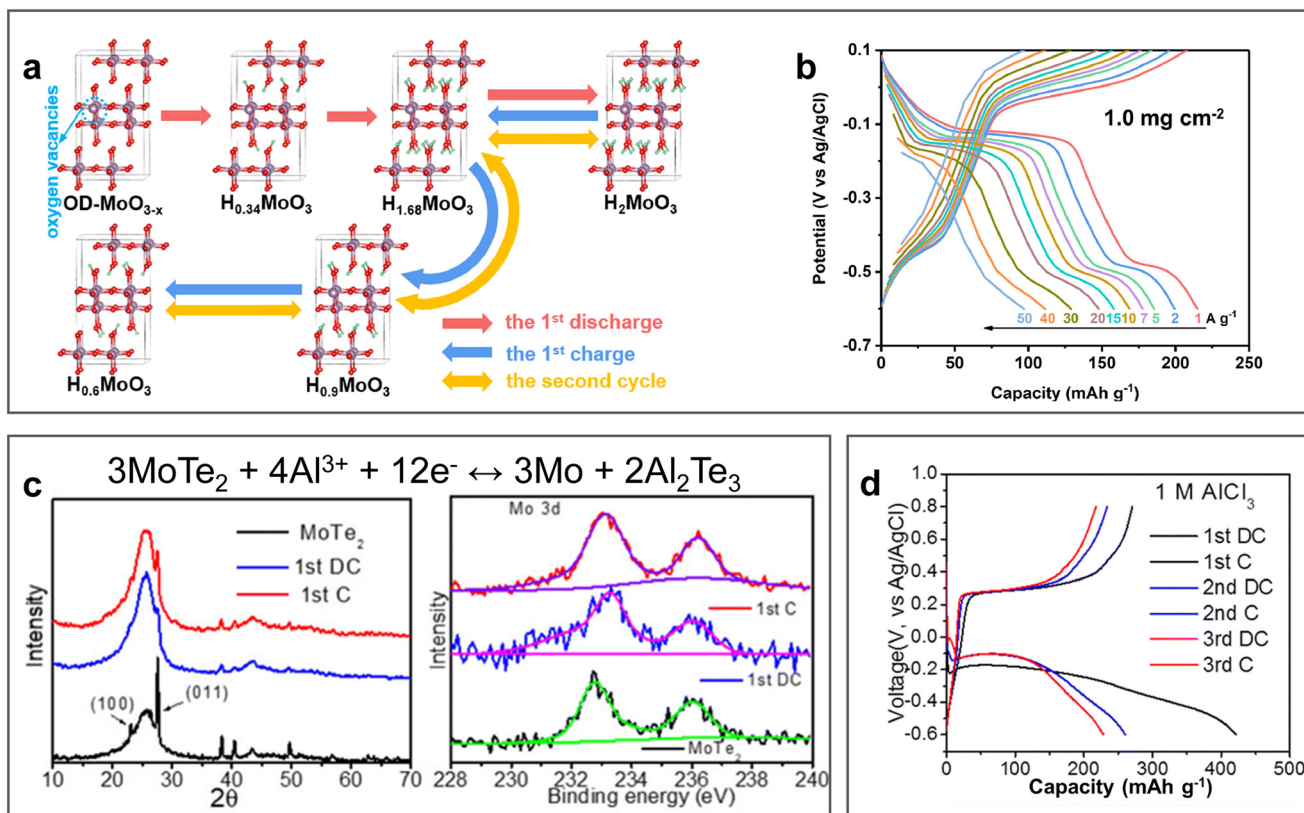 a
oxygen vacancies
OD-MoO₃₋ₓ
H₀.₃₄MoO₃
H₁.₆₈MoO₃
H₂MoO₃
H₀.₆MoO₃
H₀.₉MoO₃
the 1ˢᵗ discharge
the 1ˢᵗ charge
the second cycle
b
1.0 mg cm⁻²
Potential (V vs Ag/AgCl)
0.1
-0.1
-0.3
-0.5
-0.7
50 40 30 20 15 10 7 5 2 1 A g⁻¹
0 50 100 150 200 250
Capacity (mAh g⁻¹)
c
3MoTe₂ + 4Al³⁺ + 12e⁻ ↔ 3Mo + 2Al₂Te₃
Intensity
MoTe₂
1st DC
1st C
(100)
(011)
10 20 30 40 50 60 70
2θ
Intensity
Mo 3d
1st C
1st DC
MoTe₂
228 230 232 234 236 238 240
Binding energy (eV)
d
1 M AlCl₃
Voltage(V, vs Ag/AgCl)
1.0
0.8
0.6
0.4
0.2
0.0
-0.2
-0.4
-0.6
1st DC
1st C
2nd DC
2nd C
3rd DC
3rd C
0 100 200 300 400 500
Capacity (mAh g⁻¹)